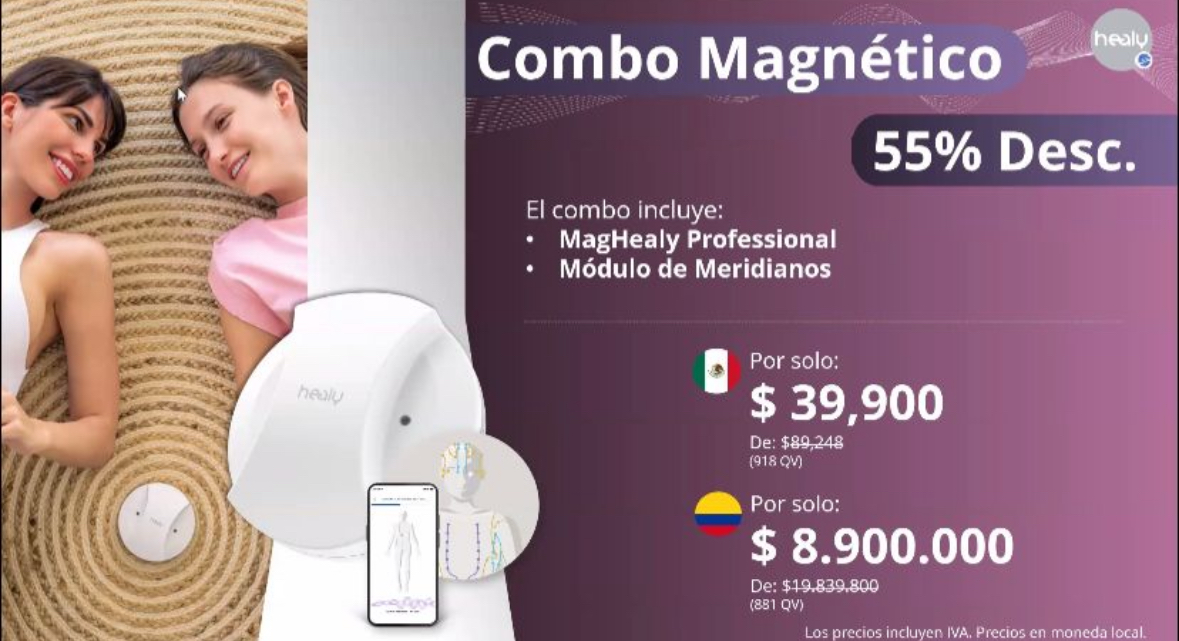 Combo Magnético
healy
55% Desc.
El combo incluye:
• MagHealy Professional
• Módulo de Meridianos
healy
Por solo:
$ 39,900
De: $89,248
(918 QV)
Por solo:
$ 8.900.000
De: $19.839.800
(881 QV)
Los precios incluyen IVA. Precios en moneda local.